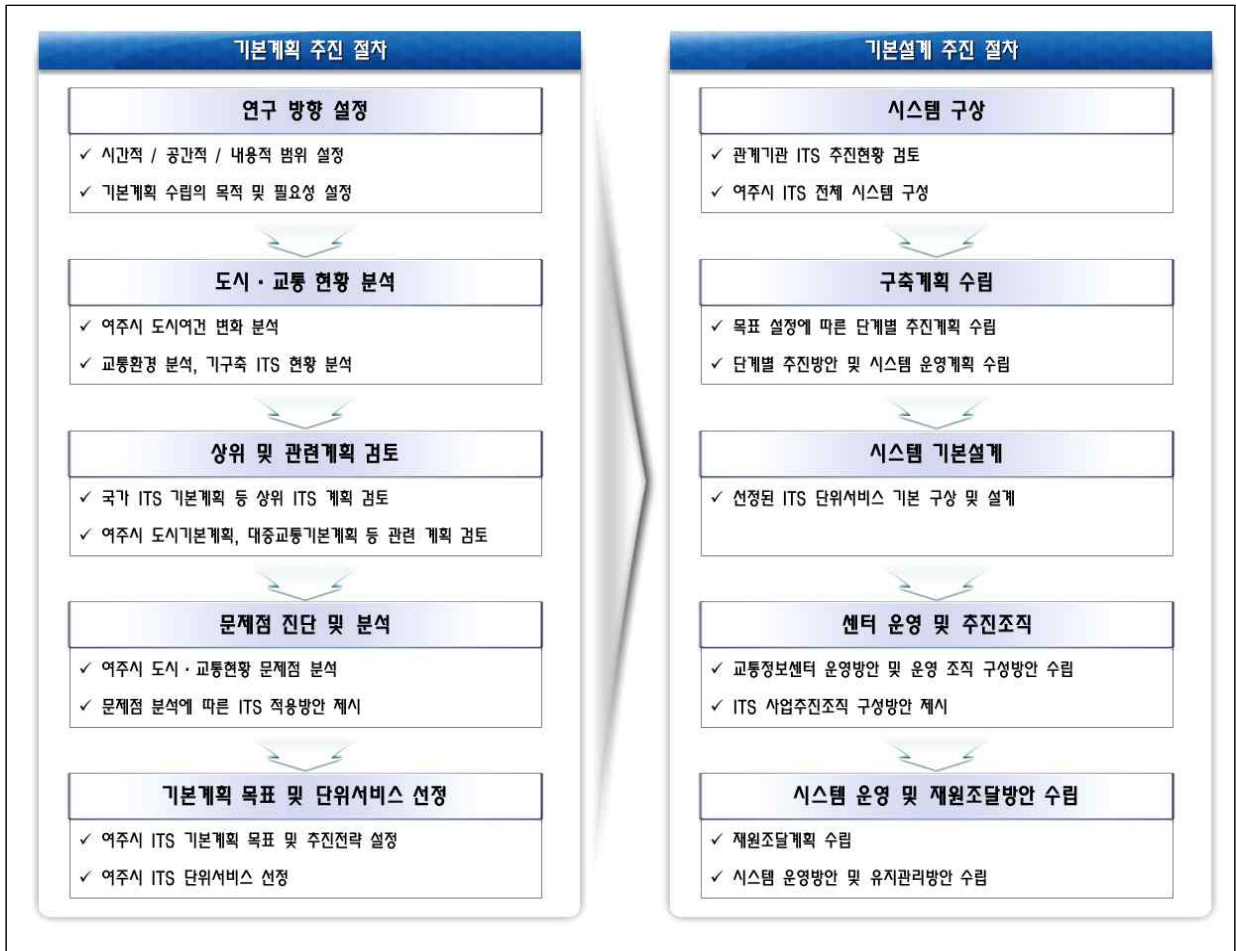 기본계획 추진 절차
연구 방향 설정
✓ 시간적 / 공간적 / 내용적 범위 설정
✓ 기본계획 수립의 목적 및 필요성 설정
도시 · 교통 현황 분석
✓ 여주시 도시여건 변화 분석
✓ 교통환경 분석, 기구축 ITS 현황 분석
상위 및 관련계획 검토
✓ 국가 ITS 기본계획 등 상위 ITS 계획 검토
✓ 여주시 도시기본계획, 대중교통기본계획 등 관련 계획 검토
문제점 진단 및 분석
✓ 여주시 도시 · 교통현황 문제점 분석
✓ 문제점 분석에 따른 ITS 적용방안 제시
기본계획 목표 및 단위서비스 선정
✓ 여주시 ITS 기본계획 목표 및 추진전략 설정
✓ 여주시 ITS 단위서비스 선정
기본설계 추진 절차
시스템 구상
✓ 관계기관 ITS 추진현황 검토
✓ 여주시 ITS 전체 시스템 구성
구축계획 수립
✓ 목표 설정에 따른 단계별 추진계획 수립
✓ 단계별 추진방안 및 시스템 운영계획 수립
시스템 기본설계
✓ 선정된 ITS 단위서비스 기본 구상 및 설계
센터 운영 및 추진조직
✓ 교통정보센터 운영방안 및 운영 조직 구성방안 수립
✓ ITS 사업추진조직 구성방안 제시
시스템 운영 및 재원조달방안 수립
✓ 재원조달계획 수립
✓ 시스템 운영방안 및 유지관리방안 수립